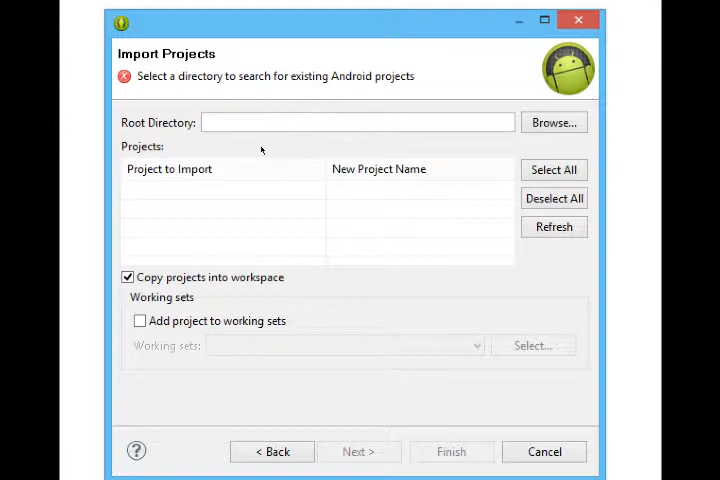 Import Projects
Select a directory to search for existing Android projects
Root Directory: Browse...
Projects:
Project to Import New Project Name Select All
Deselect All
Refresh
Copy projects into workspace
Working sets
Add project to working sets
Working sets: Select...
? < Back Next > Finish Cancel